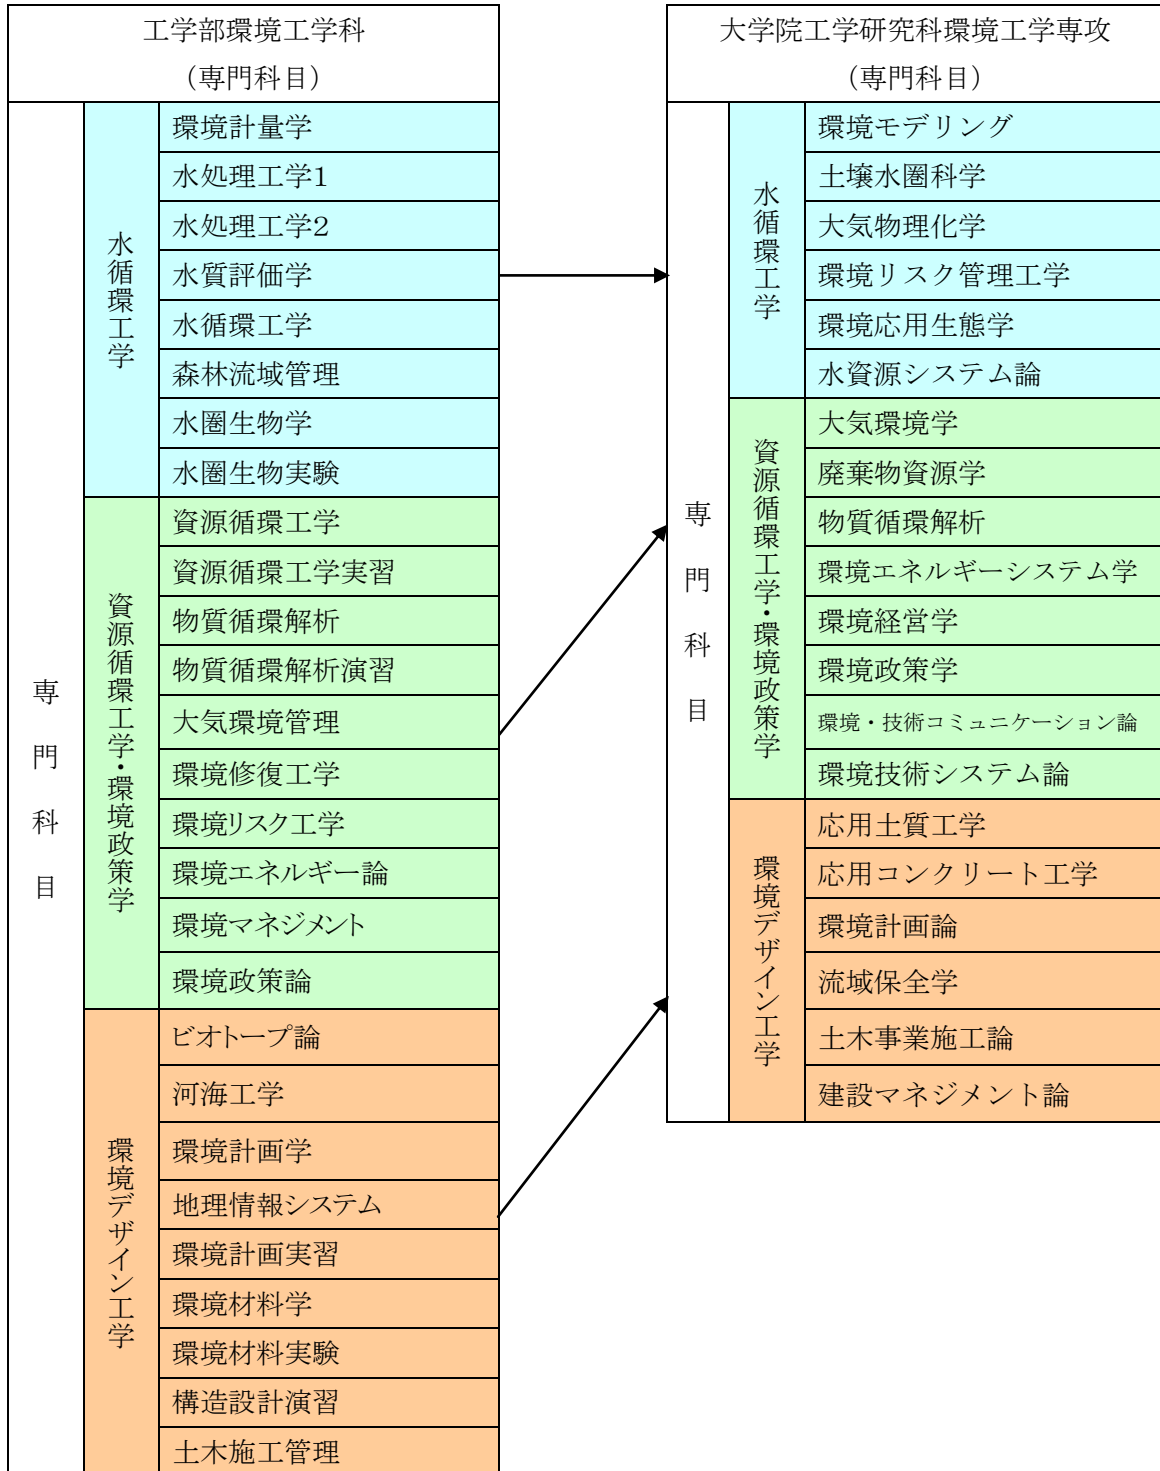 工学部環境工学科
(専門科目)
専門科目
水循環工学
環境計量学
水処理工学1
水処理工学2
水質評価学
水循環工学
森林流域管理
水圏生物学
水圏生物実験
資源循環工学・環境政策学
資源循環工学
資源循環工学実習
物質循環解析
物質循環解析演習
大気環境管理
環境修復工学
環境リスク工学
環境エネルギー論
環境マネジメント
環境政策論
環境デザイン工学
ビオトープ論
河海工学
環境計画学
地理情報システム
環境計画実習
環境材料学
環境材料実験
構造設計演習
土木施工管理
大学院工学研究科環境工学専攻
(専門科目)
専門科目
水循環工学
環境モデリング
土壌水圏科学
大気物理化学
環境リスク管理工学
環境応用生態学
水資源システム論
資源循環工学・環境政策学
大気環境学
廃棄物資源学
物質循環解析
環境エネルギーシステム学
環境経営学
環境政策学
環境・技術コミュニケーション論
環境技術システム論
環境デザイン工学
応用土質工学
応用コンクリート工学
環境計画論
流域保全学
土木事業施工論
建設マネジメント論